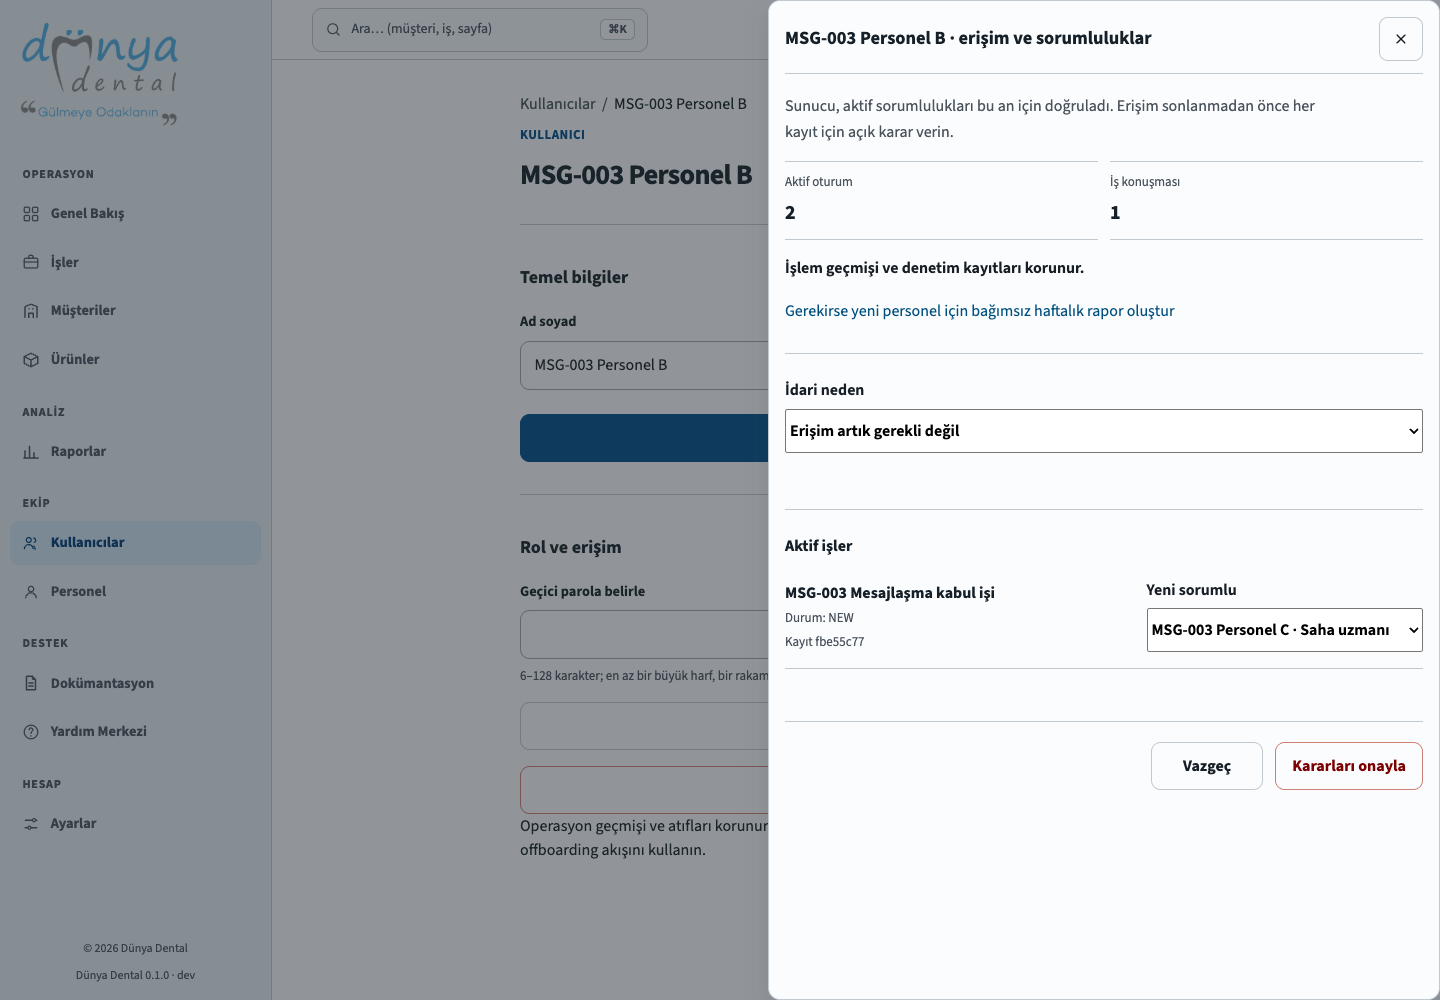 dünya
dental
“Gülmeye Odaklanın”
OPERASYON
Genel Bakış
İşler
Müşteriler
Ürünler
ANALİZ
Raporlar
EKİP
Kullanıcılar
Personel
DESTEK
Dokümantasyon
Yardım Merkezi
HESAP
Ayarlar
© 2026 Dünya Dental
Dünya Dental 0.1.0 · dev
Ara… (müşteri, iş, sayfa)
⌘K
Kullanıcılar / MSG-003 Personel B
KULLANICI
MSG-003 Personel B
Temel bilgiler
Ad soyad
MSG-003 Personel B
Rol ve erişim
Geçici parola belirle
6–128 karakter; en az bir büyük harf, bir rakam
Operasyon geçmişi ve atıfları korunur
offboarding akışını kullanın.
MSG-003 Personel B · erişim ve sorumluluklar
Sunucu, aktif sorumlulukları bu an için doğruladı. Erişim sonlanmadan önce her
kayıt için açık karar verin.
Aktif oturum
2
İş konuşması
1
İşlem geçmişi ve denetim kayıtları korunur.
Gerekirse yeni personel için bağımsız haftalık rapor oluştur
İdari neden
Erişim artık gerekli değil
Aktif işler
MSG-003 Mesajlaşma kabul işi
Durum: NEW
Kayıt fbe55c77
Yeni sorumlu
MSG-003 Personel C · Saha uzmanı
Vazgeç
Kararları onayla